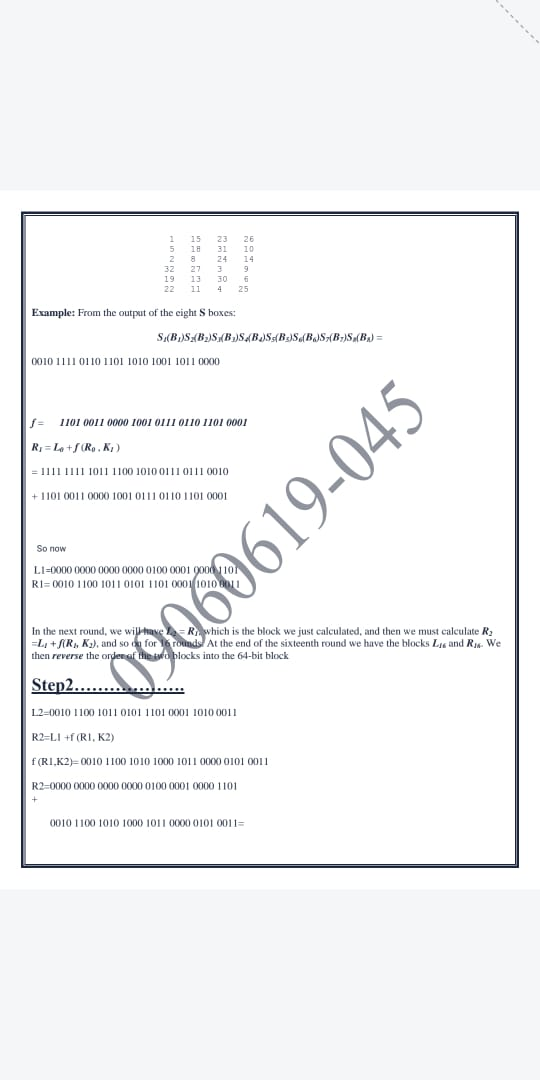 1 15 23 26
5 18 31 10
2 8 24 14
32 27 3 9
19 13 30 6
22 11 4 25
Example: From the output of the eight S boxes:
S1(B1)S2(B2)S3(B3)S4(B4)S5(B5)S6(B6)S7(B7)S8(B8) =
0010 1111 0110 1101 1010 1001 1011 0000
f = 1101 0011 0000 1001 0111 0110 1101 0001
R1 = L0 + f (R0 , K1 )
= 1111 1111 1011 1100 1010 0111 0111 0010
+ 1101 0011 0000 1001 0111 0110 1101 0001
So now
L1=0000 0000 0000 0000 0100 0001 0000 1101
R1= 0010 1100 1011 0101 1101 0001 1010 0011
In the next round, we will have L2 = R1, which is the block we just calculated, and then we must calculate R2
=L1 + f(R1, K2), and so on for 16 rounds. At the end of the sixteenth round we have the blocks L16 and R16. We
then reverse the order of the two blocks into the 64-bit block
Step2...................
L2=0010 1100 1011 0101 1101 0001 1010 0011
R2=L1 +f (R1, K2)
f (R1,K2)= 0010 1100 1010 1000 1011 0000 0101 0011
R2=0000 0000 0000 0000 0100 0001 0000 1101
+
0010 1100 1010 1000 1011 0000 0101 0011=
09060619-045